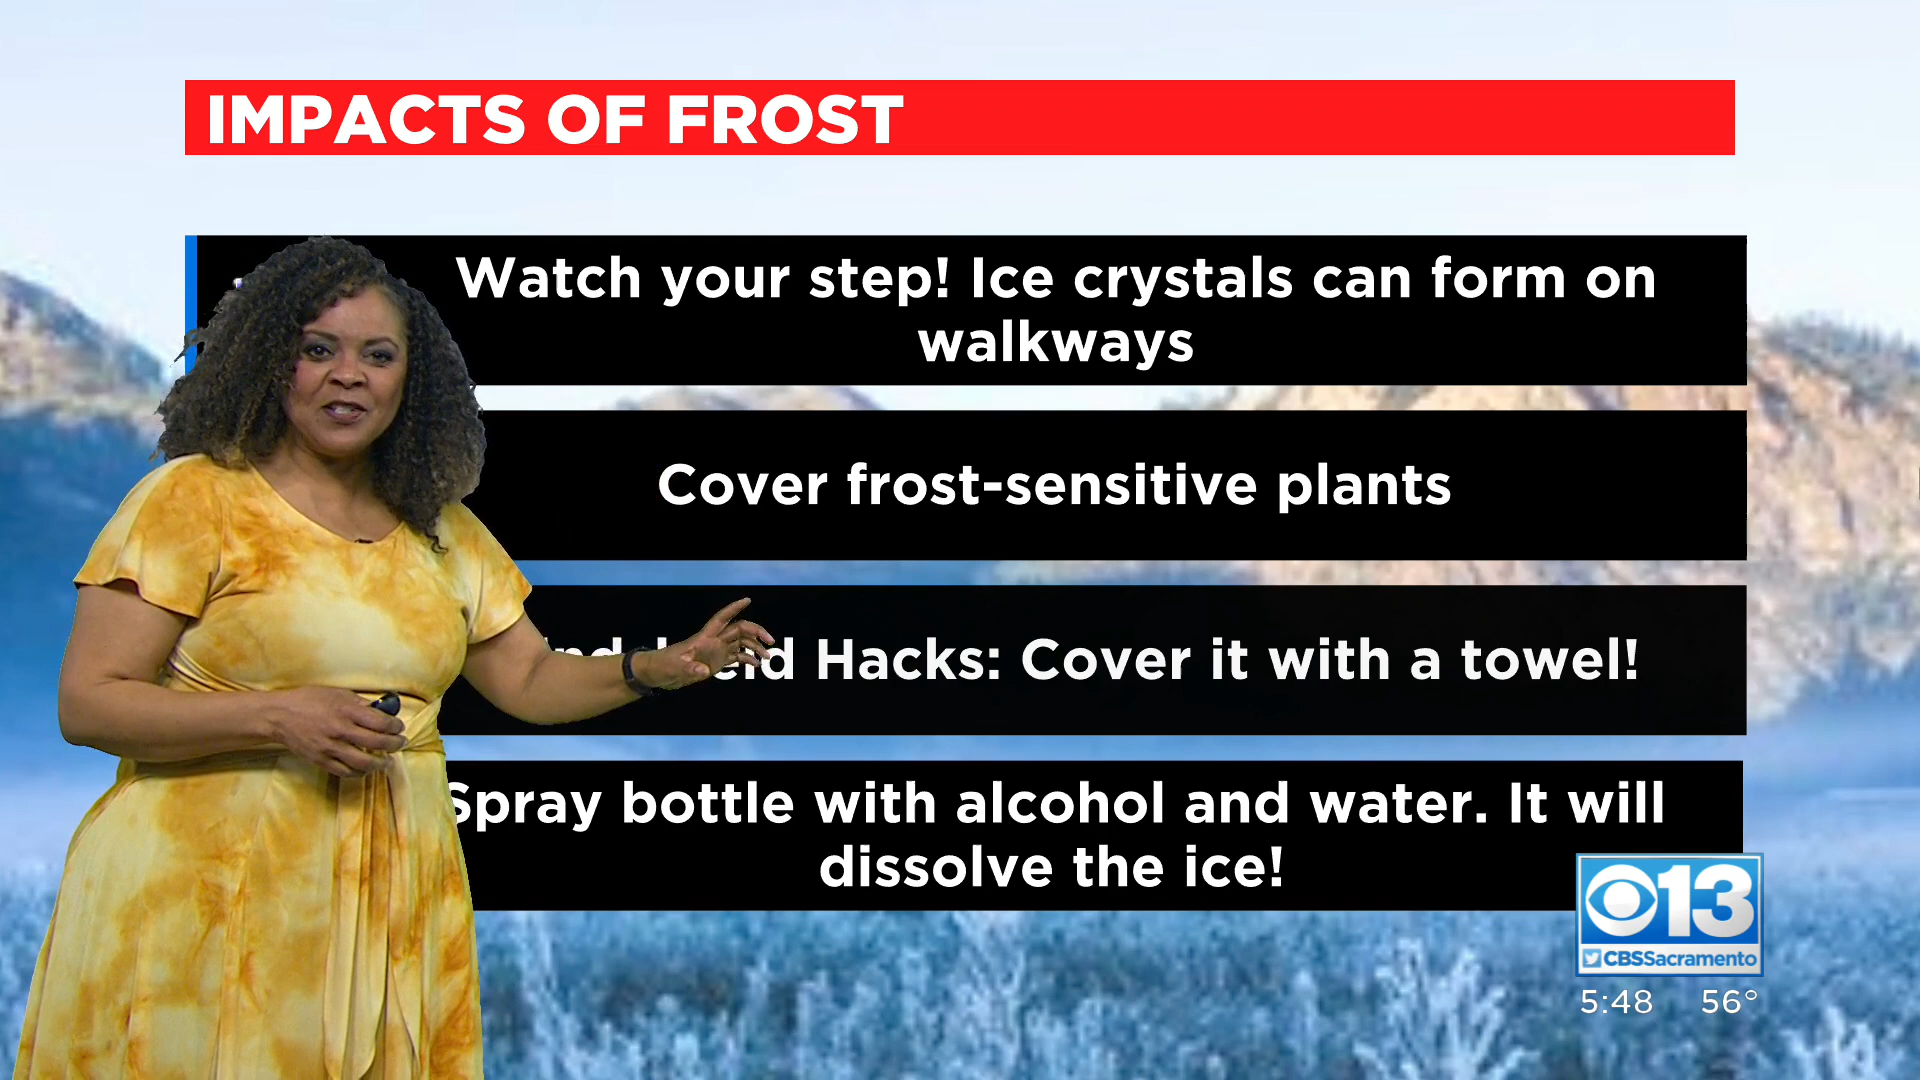 IMPACTS OF FROST
Watch your step! Ice crystals can form on
walkways
Cover frost-sensitive plants
Hacks: Cover it with a towel!
Spray bottle with alcohol and water. It will
dissolve the ice!
13
CBSSacramento
5:48 56°